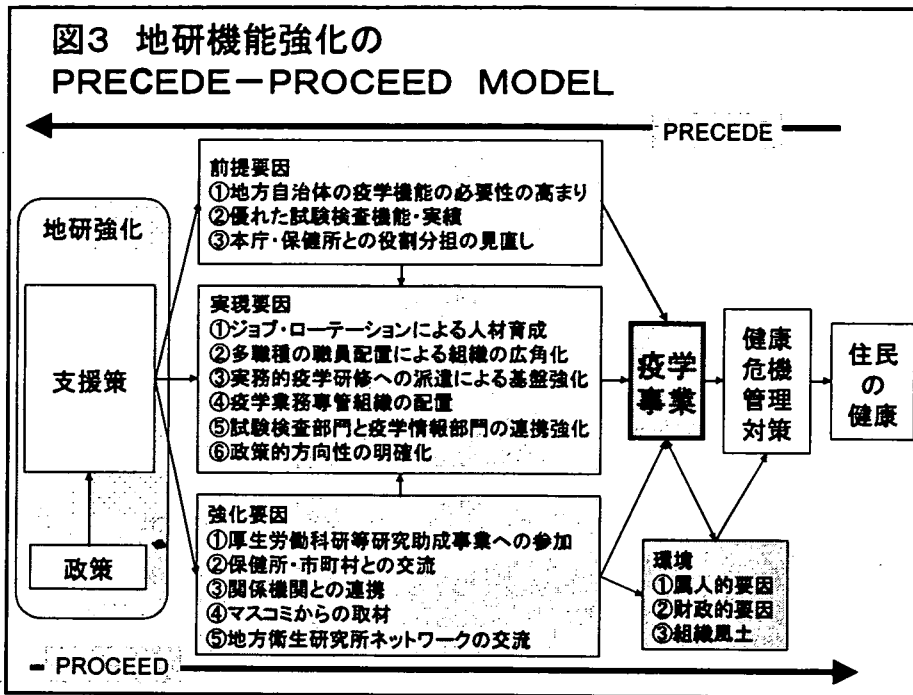 図3 地研機能強化の
PRECEDE-PROCEED MODEL
PRECEDE
地研強化
支援策
政策
前提要因
①地方自治体の疫学機能の必要性の高まり
②優れた試験検査機能・実績
③本庁・保健所との役割分担の見直し
実現要因
①ジョブ・ローテーションによる人材育成
②多職種の職員配置による組織の広角化
③実務的疫学研修への派遣による基盤強化
④疫学業務専管組織の配置
⑤試験検査部門と疫学情報部門の連携強化
⑥政策的方向性の明確化
強化要因
①厚生労働科研等研究助成事業への参加
②保健所・市町村との交流
③関係機関との連携
④マスコミからの取材
⑤地方衛生研究所ネットワークの交流
疫学
事業
健康
危機
管理
対策
住民
の
健康
環境
①属人的要因
②財政的要因
③組織風土
PROCEED